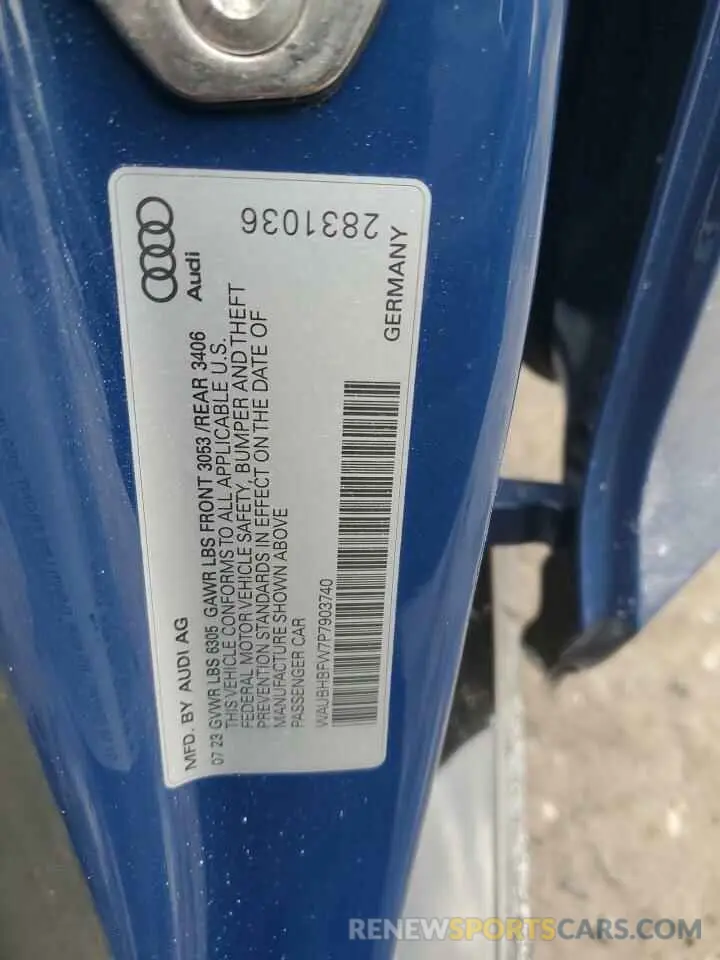 Audi
2831036
MFD. BY AUDI AG
GERMANY
07 23 GVWR LBS 6305 GAWR LBS FRONT 3053 /REAR 3406
THIS VEHICLE CONFORMS TO ALL APPLICABLE U.S.
FEDERAL MOTOR VEHICLE SAFETY, BUMPER AND THEFT
PREVENTION STANDARDS IN EFFECT ON THE DATE OF
MANUFACTURE SHOWN ABOVE
PASSENGER CAR
WAUBHBFW7P7903740
RENEWSPORTSCARS.COM